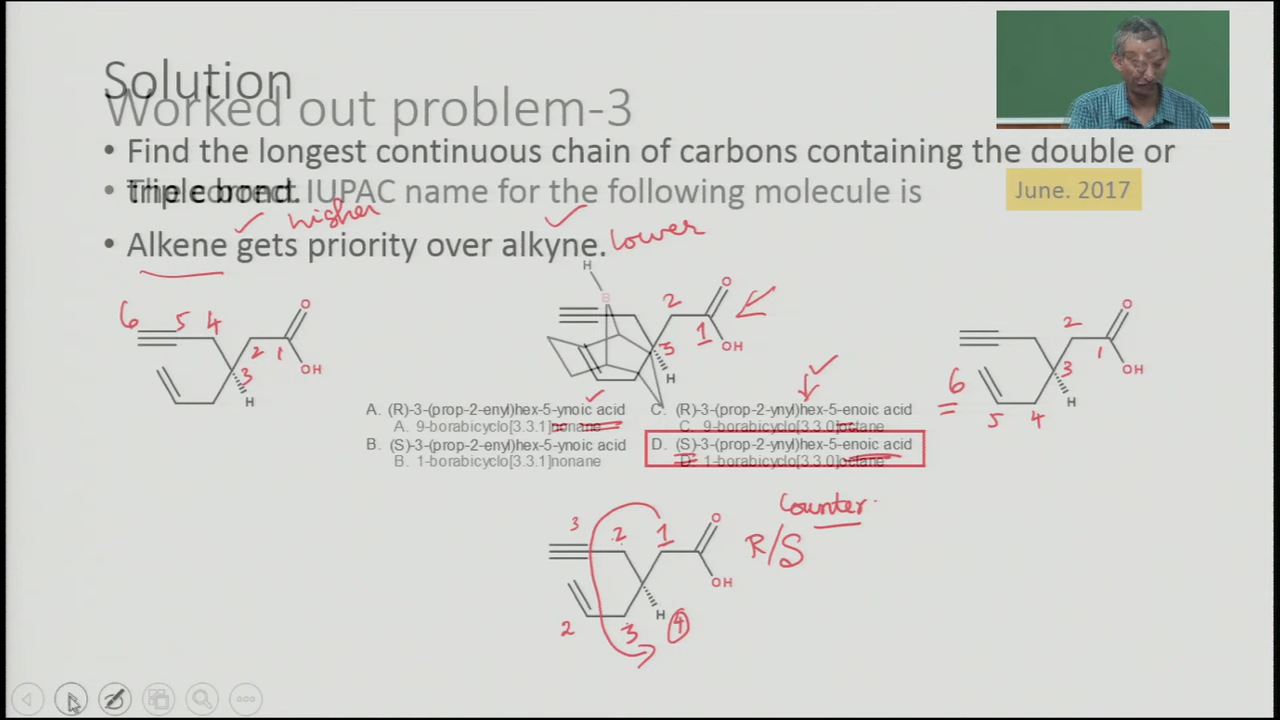 Solution
Worked out problem-3
• Find the longest continuous chain of carbons containing the double or
triple bond.
• The correct IUPAC name for the following molecule is
June. 2017
higher
• Alkene gets priority over alkyne. lower
H
B
6 5 4 2 1 3
O
OH
H
2 1 3
O
OH
H
2 1 3 4 5 6
O
OH
H
A. (R)-3-(prop-2-enyl)hex-5-ynoic acid
C. (R)-3-(prop-2-ynyl)hex-5-enoic acid
A. 9-borabicyclo[3.3.1]nonane
C. 9-borabicyclo[3.3.0]octane
B. (S)-3-(prop-2-enyl)hex-5-ynoic acid
D. (S)-3-(prop-2-ynyl)hex-5-enoic acid
B. 1-borabicyclo[3.3.1]nonane
D. 1-borabicyclo[3.3.0]octane
Counter
3 2 1
O
R/S
OH
H
2 3 4